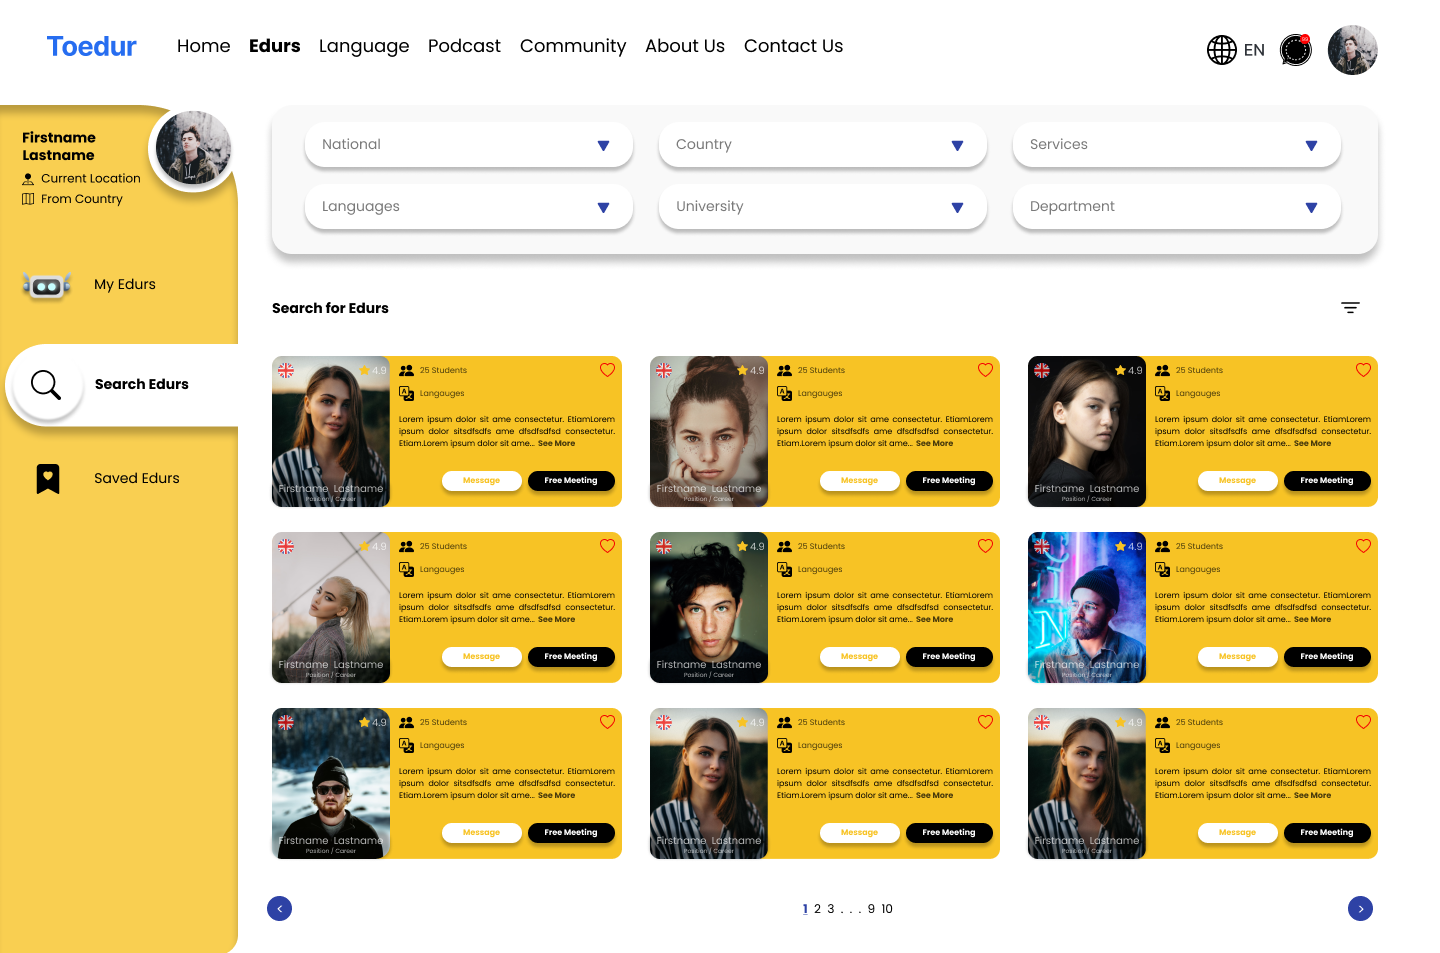 Toedur
Home Edurs Language Podcast Community About Us Contact Us
EN
99
Firstname
Lastname
Current Location
From Country
My Edurs
Search Edurs
Saved Edurs
National
Country
Services
Languages
University
Department
Search for Edurs
4.9
25 Students
Langauges
Lorem ipsum dolor sit ame consectetur. EtiamLorem
ipsum dolor sitsdfsdfs ame dfsdfsdfsd consectetur.
Etiam.Lorem ipsum dolor sit ame... See More
Message
Free Meeting
Firstname Lastname
Position / Career
4.9
25 Students
Langauges
Lorem ipsum dolor sit ame consectetur. EtiamLorem
ipsum dolor sitsdfsdfs ame dfsdfsdfsd consectetur.
Etiam.Lorem ipsum dolor sit ame... See More
Message
Free Meeting
Firstname Lastname
Position / Career
4.9
25 Students
Langauges
Lorem ipsum dolor sit ame consectetur. EtiamLorem
ipsum dolor sitsdfsdfs ame dfsdfsdfsd consectetur.
Etiam.Lorem ipsum dolor sit ame... See More
Message
Free Meeting
Firstname Lastname
Position / Career
4.9
25 Students
Langauges
Lorem ipsum dolor sit ame consectetur. EtiamLorem
ipsum dolor sitsdfsdfs ame dfsdfsdfsd consectetur.
Etiam.Lorem ipsum dolor sit ame... See More
Message
Free Meeting
Firstname Lastname
Position / Career
4.9
25 Students
Langauges
Lorem ipsum dolor sit ame consectetur. EtiamLorem
ipsum dolor sitsdfsdfs ame dfsdfsdfsd consectetur.
Etiam.Lorem ipsum dolor sit ame... See More
Message
Free Meeting
Firstname Lastname
Position / Career
4.9
25 Students
Langauges
Lorem ipsum dolor sit ame consectetur. EtiamLorem
ipsum dolor sitsdfsdfs ame dfsdfsdfsd consectetur.
Etiam.Lorem ipsum dolor sit ame... See More
Message
Free Meeting
Firstname Lastname
Position / Career
4.9
25 Students
Langauges
Lorem ipsum dolor sit ame consectetur. EtiamLorem
ipsum dolor sitsdfsdfs ame dfsdfsdfsd consectetur.
Etiam.Lorem ipsum dolor sit ame... See More
Message
Free Meeting
Firstname Lastname
Position / Career
4.9
25 Students
Langauges
Lorem ipsum dolor sit ame consectetur. EtiamLorem
ipsum dolor sitsdfsdfs ame dfsdfsdfsd consectetur.
Etiam.Lorem ipsum dolor sit ame... See More
Message
Free Meeting
Firstname Lastname
Position / Career
4.9
25 Students
Langauges
Lorem ipsum dolor sit ame consectetur. EtiamLorem
ipsum dolor sitsdfsdfs ame dfsdfsdfsd consectetur.
Etiam.Lorem ipsum dolor sit ame... See More
Message
Free Meeting
Firstname Lastname
Position / Career
< 1 2 3 . . . 9 10 >